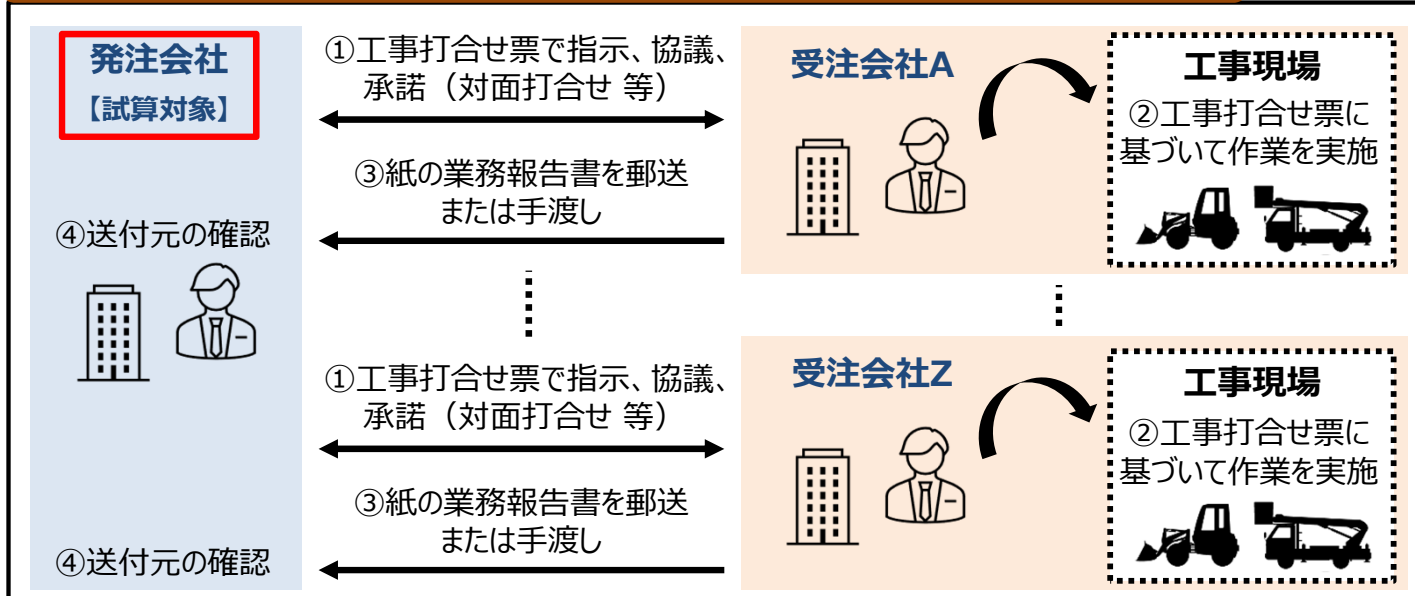 発注会社
【試算対象】
①工事打合せ票で指示、協議、
承諾（対面打合せ 等）
③紙の業務報告書を郵送
または手渡し
④送付元の確認
受注会社A
工事現場
②工事打合せ票に
基づいて作業を実施
①工事打合せ票で指示、協議、
承諾（対面打合せ 等）
③紙の業務報告書を郵送
または手渡し
④送付元の確認
受注会社Z
工事現場
②工事打合せ票に
基づいて作業を実施